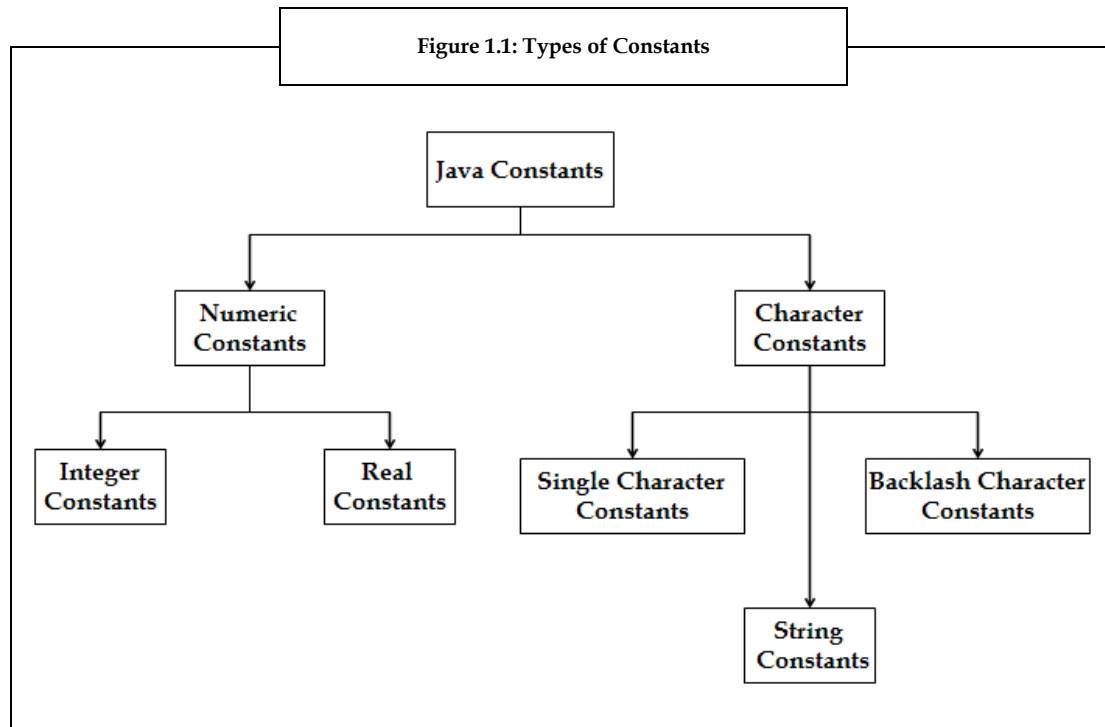 Figure 1.1: Types of Constants
Java Constants
Numeric
Constants
Character
Constants
Integer
Constants
Real
Constants
Single Character
Constants
Backlash Character
Constants
String
Constants